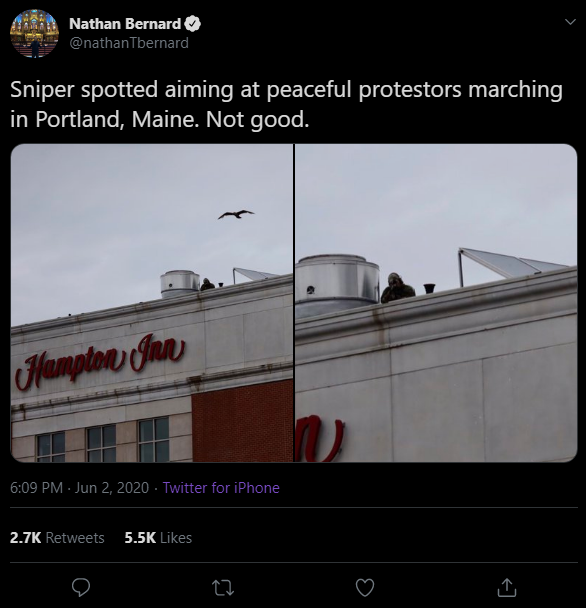 Nathan Bernard
@nathanTbernard
Sniper spotted aiming at peaceful protestors marching
in Portland, Maine. Not good.
Hampton Inn
n
6:09 PM · Jun 2, 2020 · Twitter for iPhone
2.7K Retweets 5.5K Likes